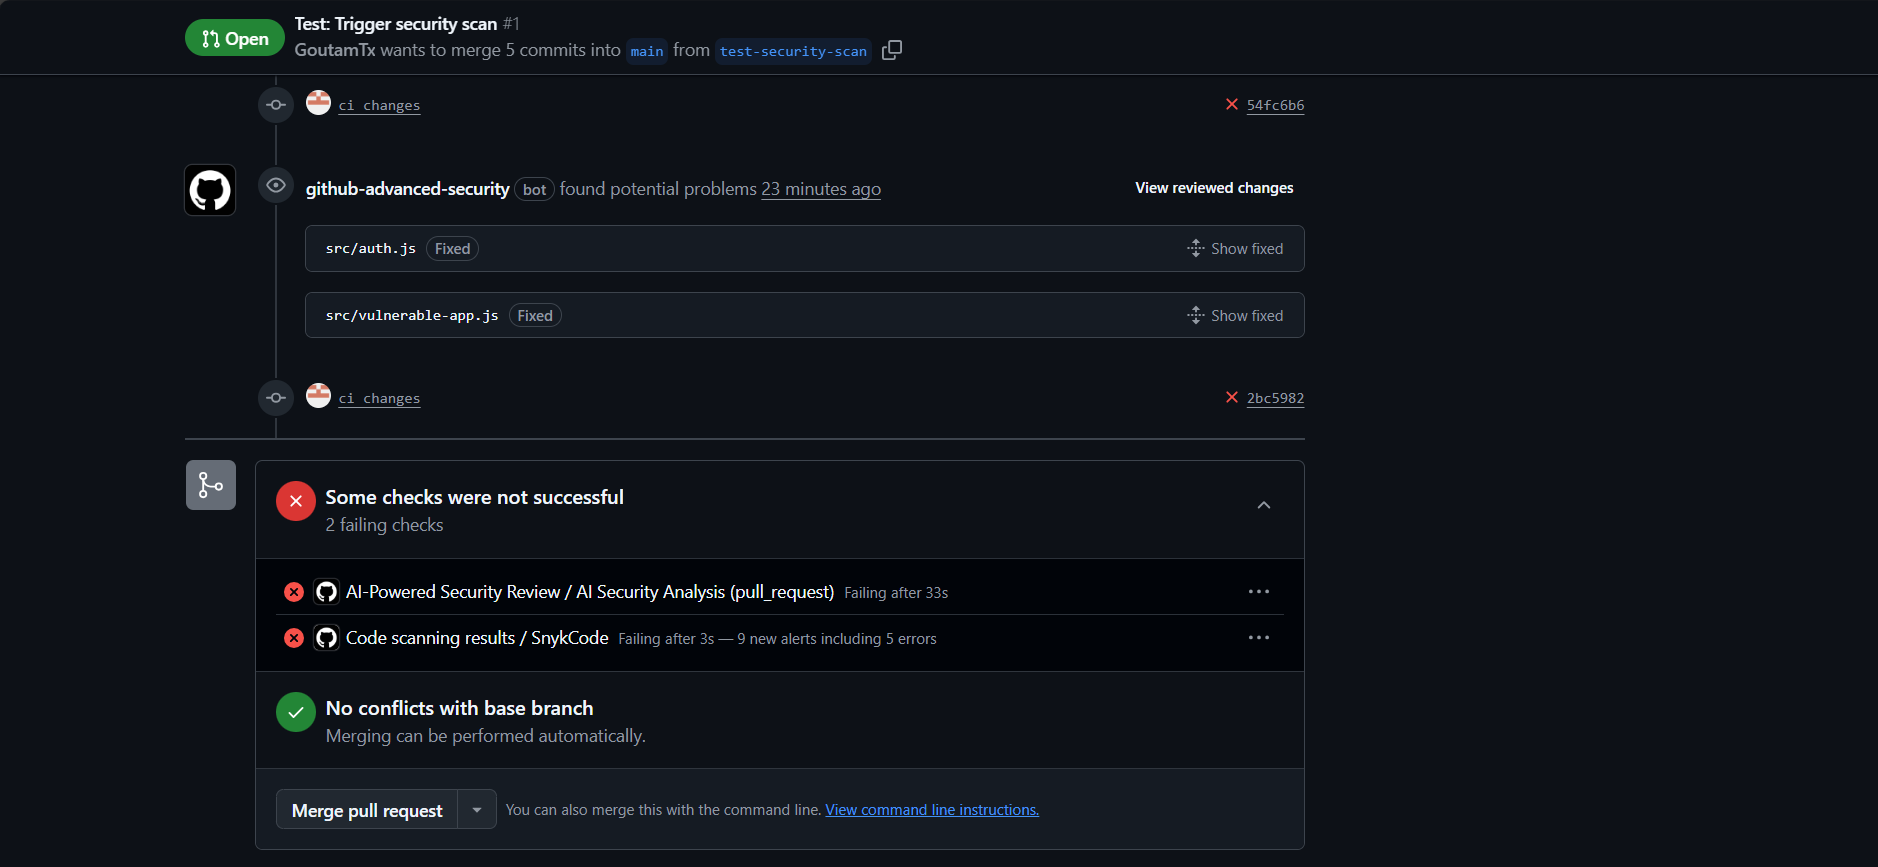 Open
Test: Trigger security scan #1
GoutamTx wants to merge 5 commits into main from test-security-scan
ci changes
54fc6b6
github-advanced-security bot found potential problems 23 minutes ago
View reviewed changes
src/auth.js Fixed
Show fixed
src/vulnerable-app.js Fixed
Show fixed
ci changes
2bc5982
Some checks were not successful
2 failing checks
AI-Powered Security Review / AI Security Analysis (pull_request) Failing after 33s
Code scanning results / SnykCode Failing after 3s — 9 new alerts including 5 errors
No conflicts with base branch
Merging can be performed automatically.
Merge pull request
You can also merge this with the command line. View command line instructions.